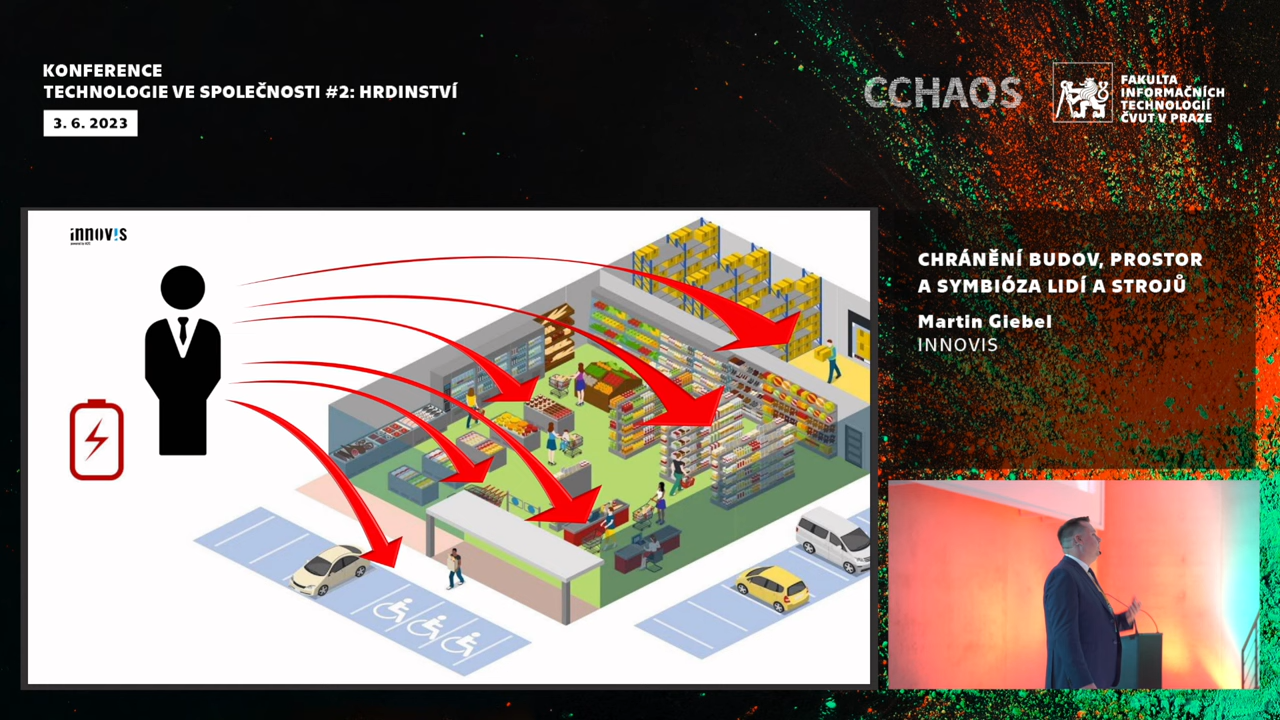 KONFERENCE
TECHNOLOGIE VE SPOLEČNOSTI #2: HRDINSTVÍ
3. 6. 2023
CCHAOS
FAKULTA
INFORMAČNÍCH
TECHNOLOGIÍ
ČVUT V PRAZE
innovis
CHRÁNĚNÍ BUDOV, PROSTOR
A SYMBIÓZA LIDÍ A STROJŮ
Martin Giebel
INNOVIS